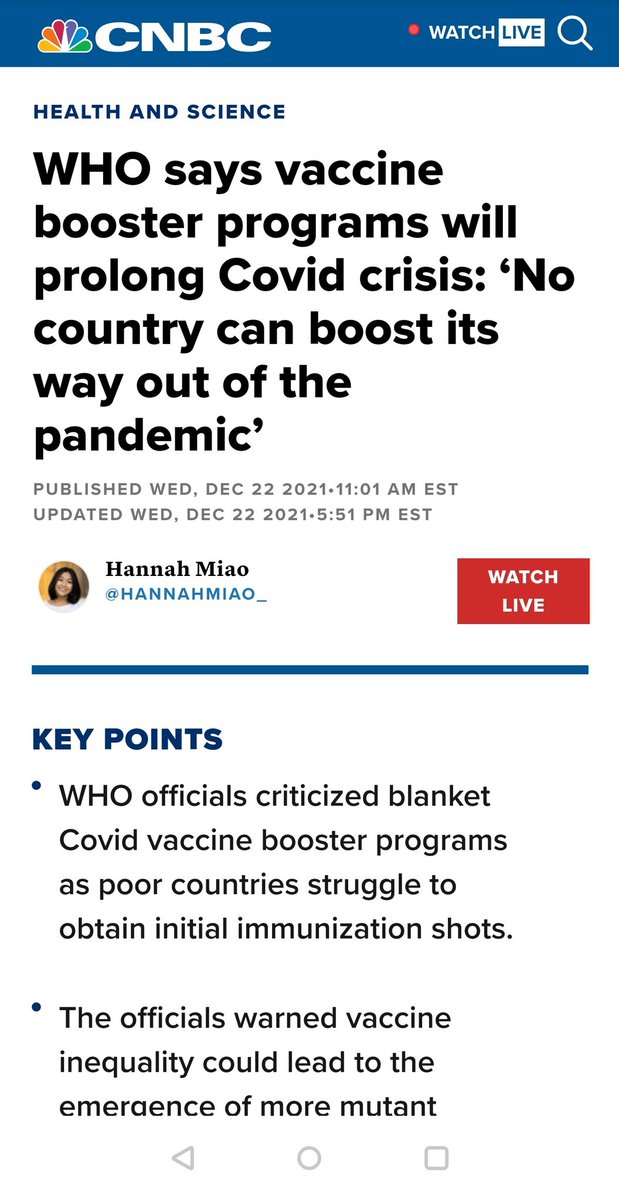 CNBC
WATCH LIVE
HEALTH AND SCIENCE
WHO says vaccine
booster programs will
prolong Covid crisis: ‘No
country can boost its
way out of the
pandemic’
PUBLISHED WED, DEC 22 2021•11:01 AM EST
UPDATED WED, DEC 22 2021•5:51 PM EST
Hannah Miao
@HANNAHMIAO_
WATCH
LIVE
KEY POINTS
• WHO officials criticized blanket
Covid vaccine booster programs
as poor countries struggle to
obtain initial immunization shots.
• The officials warned vaccine
inequality could lead to the
emergence of more mutant